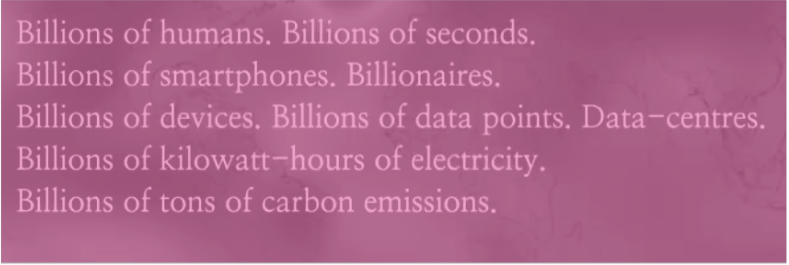 Billions of humans. Billions of seconds.
Billions of smartphones. Billionaires.
Billions of devices. Billions of data points. Data-centres.
Billions of kilowatt-hours of electricity.
Billions of tons of carbon emissions.